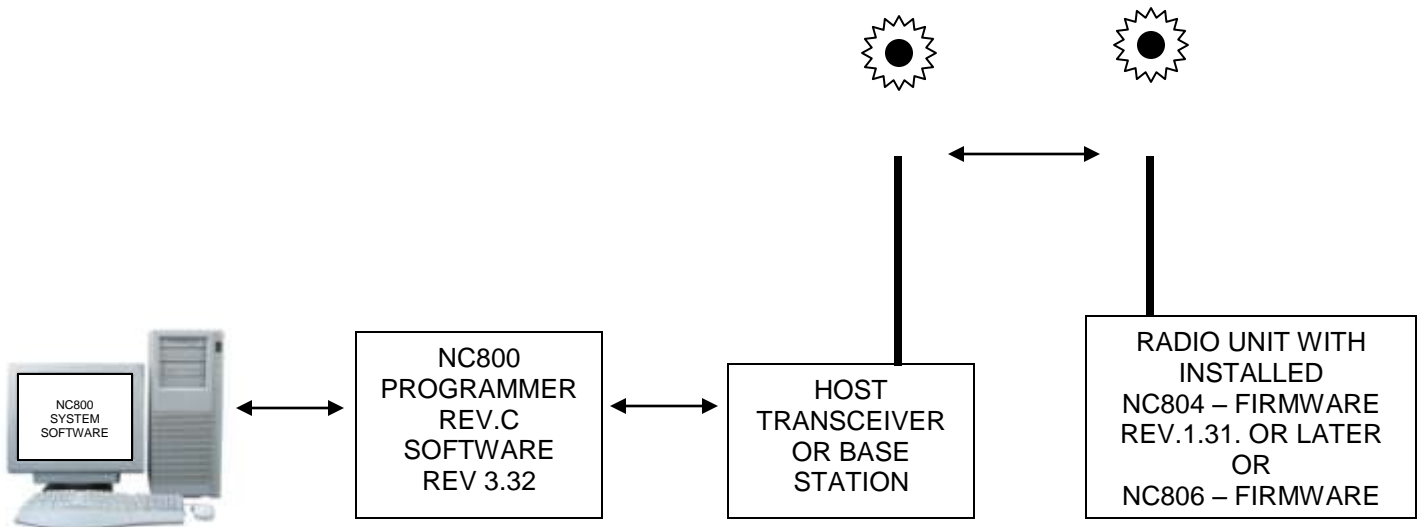 NC800
SYSTEM
SOFTWARE
NC800
PROGRAMMER
REV.C
SOFTWARE
REV 3.32
HOST
TRANSCEIVER
OR BASE
STATION
RADIO UNIT WITH
INSTALLED
NC804 – FIRMWARE
REV.1.31. OR LATER
OR
NC806 – FIRMWARE